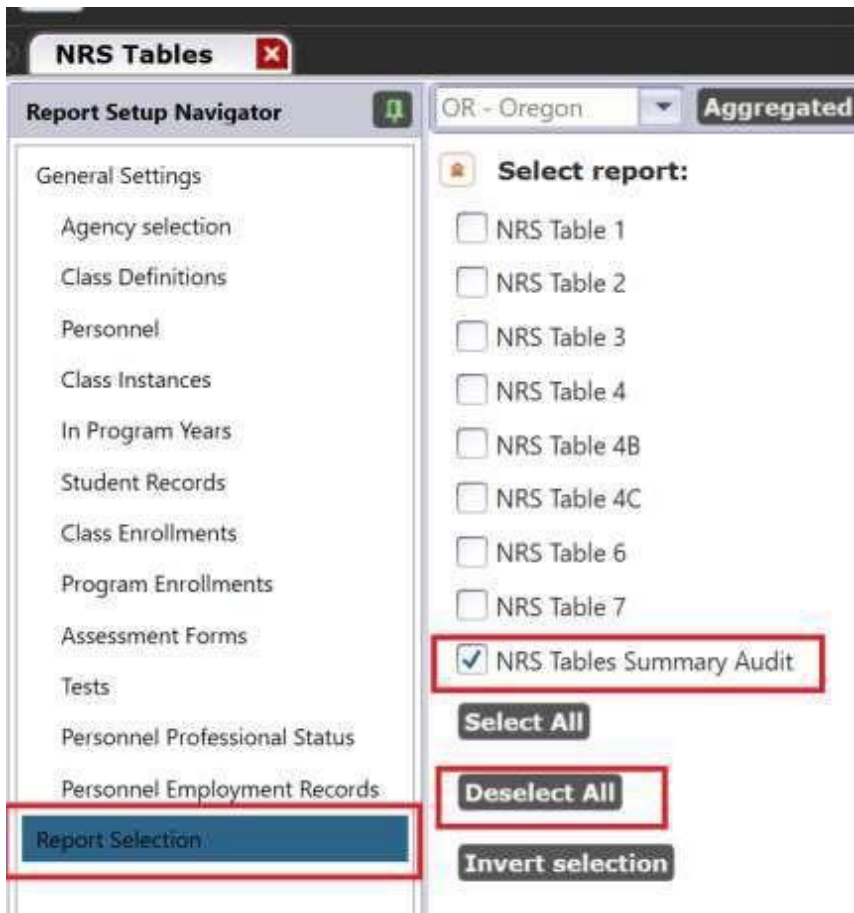 NRS Tables
Report Setup Navigator
General Settings
Agency selection
Class Definitions
Personnel
Class Instances
In Program Years
Student Records
Class Enrollments
Program Enrollments
Assessment Forms
Tests
Personnel Professional Status
Personnel Employment Records
Report Selection
OR - Oregon
Aggregated
Select report:
NRS Table 1
NRS Table 2
NRS Table 3
NRS Table 4
NRS Table 4B
NRS Table 4C
NRS Table 6
NRS Table 7
NRS Tables Summary Audit
Select All
Deselect All
Invert selection